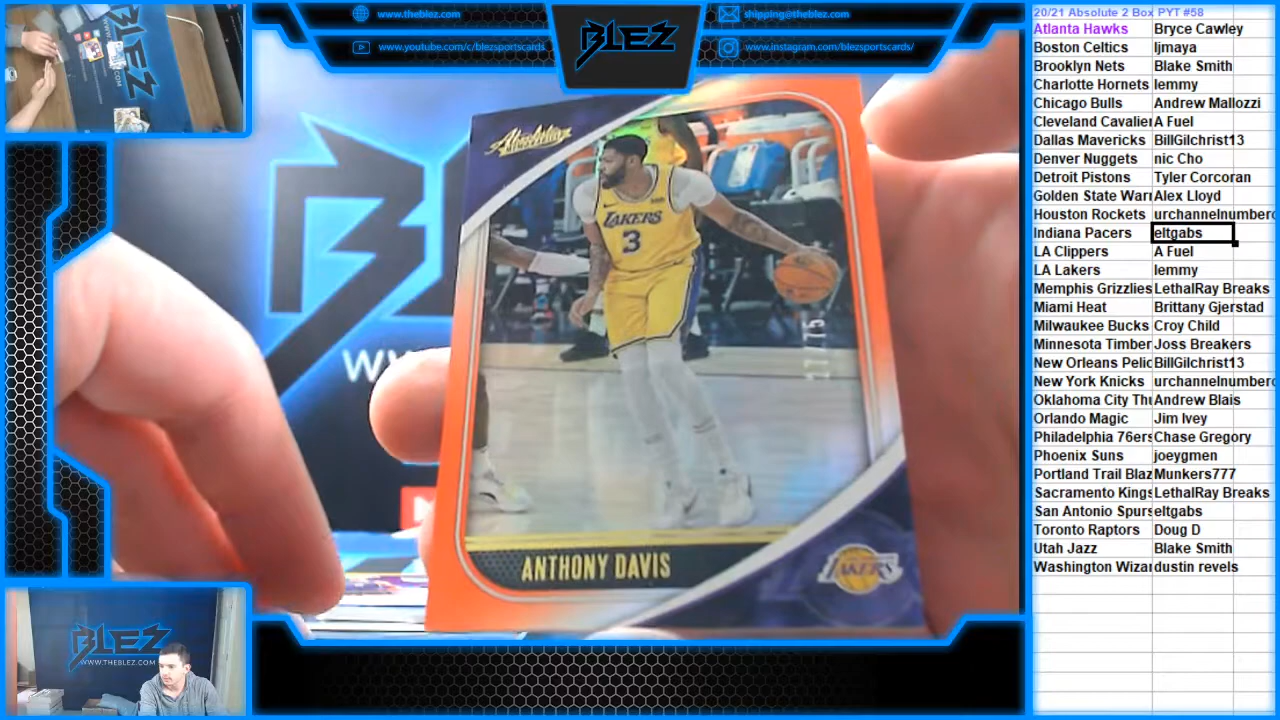 www.theblez.com
www.youtube.com/c/blezsportscards
BLEZ
shipping@theblez.com
www.instagram.com/blezsportscards/
Absolute
MEMORABILIA
LAKERS
3
ANTHONY DAVIS
LAKERS
BLEZ
WWW.THEBLEZ.COM
20/21 Absolute 2 Box PYT #58
Atlanta Hawks Bryce Cawley
Boston Celtics ljmaya
Brooklyn Nets Blake Smith
Charlotte Hornets lemmy
Chicago Bulls Andrew Mallozzi
Cleveland Cavalier A Fuel
Dallas Mavericks BillGilchrist13
Denver Nuggets nic Cho
Detroit Pistons Tyler Corcoran
Golden State Warr Alex Lloyd
Houston Rockets urchannelnumberc
Indiana Pacers eltgabs
LA Clippers A Fuel
LA Lakers lemmy
Memphis Grizzlies LethalRay Breaks
Miami Heat Brittany Gjerstad
Milwaukee Bucks Croy Child
Minnesota Timber Joss Breakers
New Orleans Pelic BillGilchrist13
New York Knicks urchannelnumberc
Oklahoma City Thu Andrew Blais
Orlando Magic Jim Ivey
Philadelphia 76ers Chase Gregory
Phoenix Suns joeygmen
Portland Trail Blaz Munkers777
Sacramento Kings LethalRay Breaks
San Antonio Spurs eltgabs
Toronto Raptors Doug D
Utah Jazz Blake Smith
Washington Wizar dustin revels